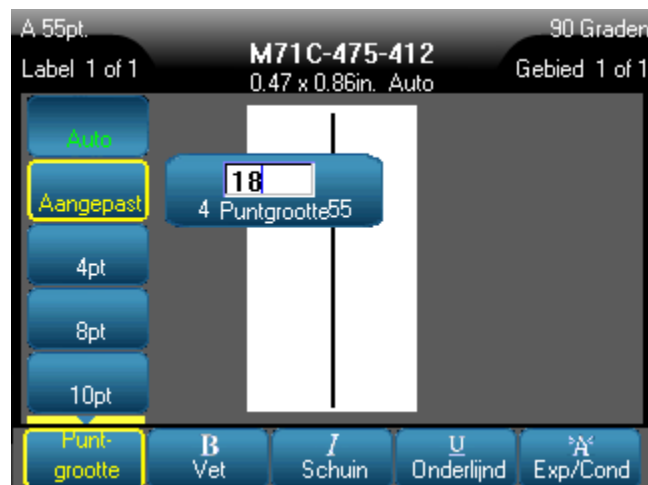 A 55pt.
90 Graden
M71C-475-412
Label 1 of 1
0.47 x 0.86in. Auto
Gebied 1 of 1
Auto
Aangepast
18
4 Puntgrootte55
4pt
8pt
10pt
Punt-
grootte
B
Vet
I
Schuin
U
Onderlijnd
A
Exp/Cond